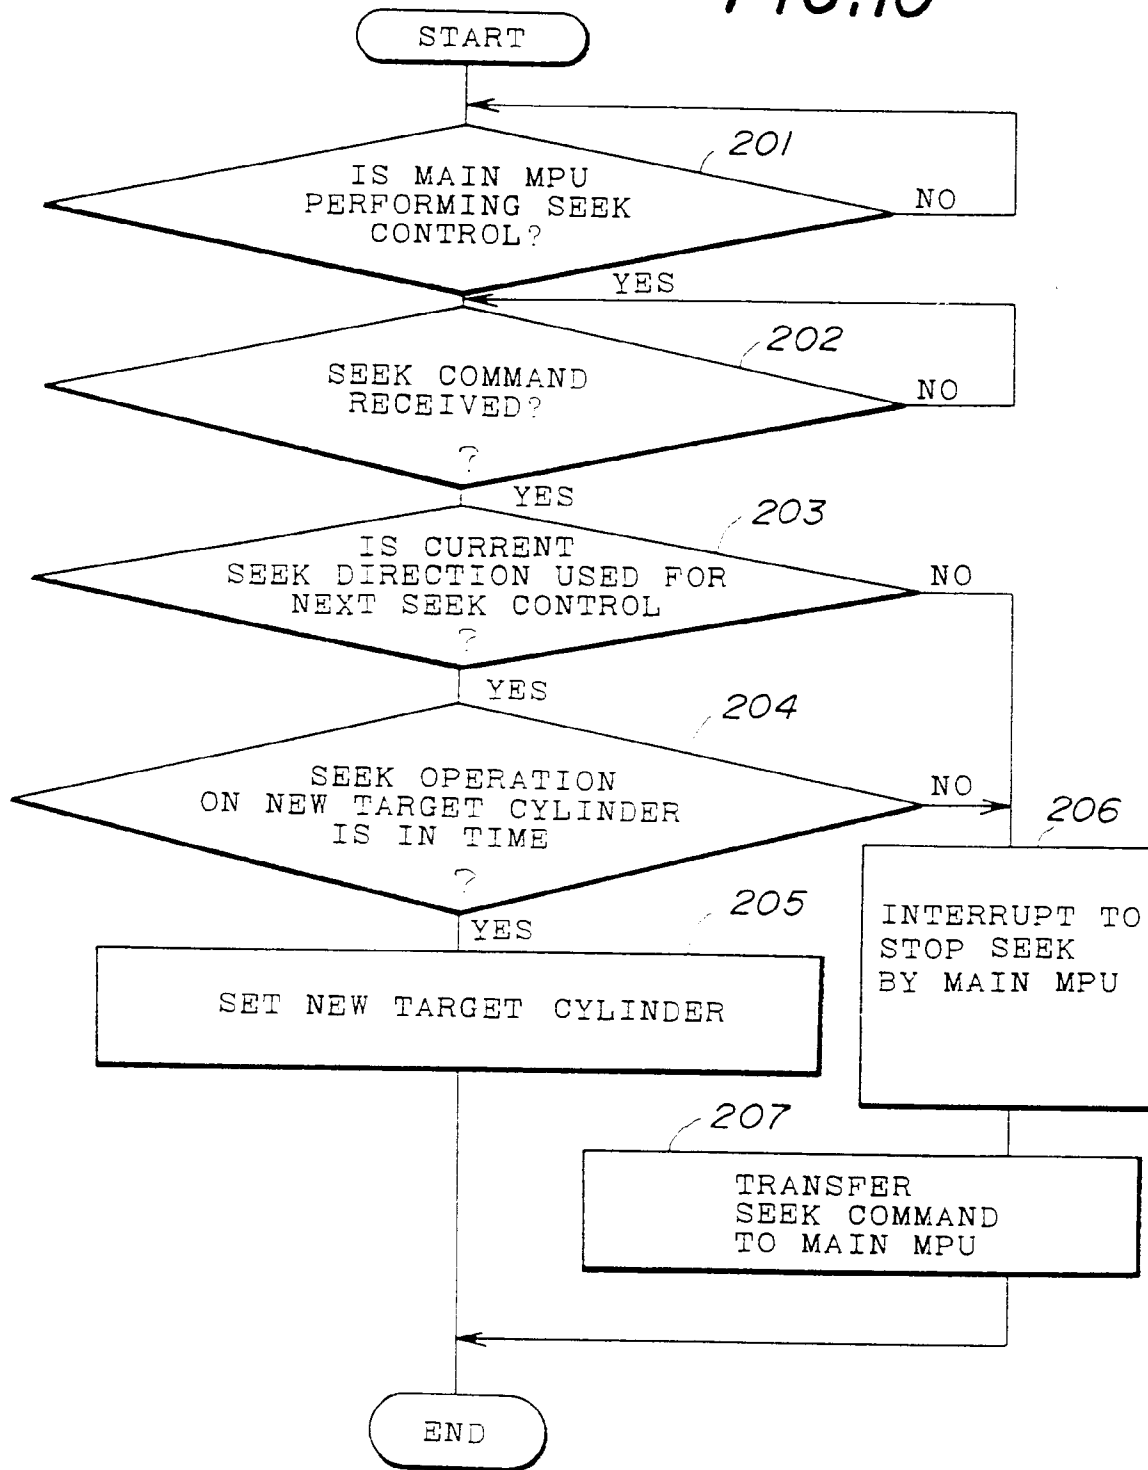 START
201
IS MAIN MPU
PERFORMING SEEK
CONTROL?
NO
YES
202
SEEK COMMAND
RECEIVED?
?
NO
YES
203
IS CURRENT
SEEK DIRECTION USED FOR
NEXT SEEK CONTROL
?
NO
YES
204
SEEK OPERATION
ON NEW TARGET CYLINDER
IS IN TIME
?
NO
YES
205
SET NEW TARGET CYLINDER
206
INTERRUPT TO
STOP SEEK
BY MAIN MPU
207
TRANSFER
SEEK COMMAND
TO MAIN MPU
END